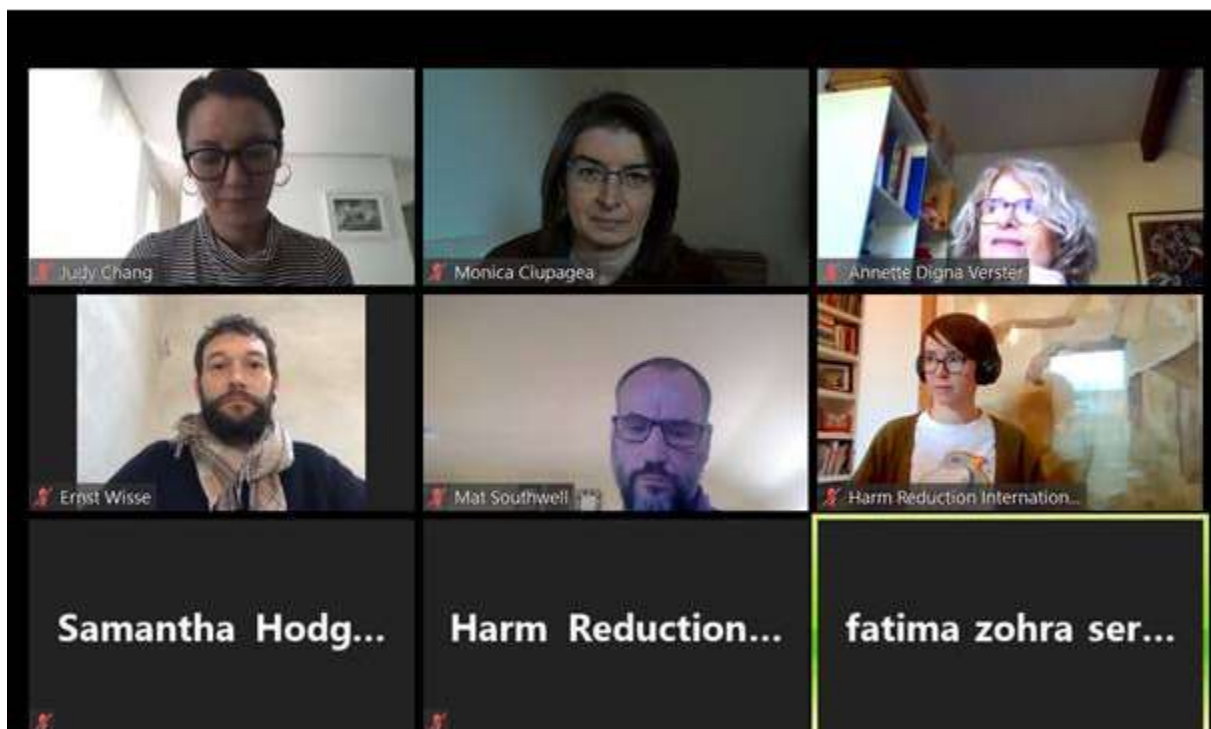 Judy Chang
Monica Ciupagea
Annette Digna Verster
Ernst Wisse
Mat Southwell
Harm Reduction Internation...
Samantha Hodg...
Harm Reduction...
fatima zohra ser...